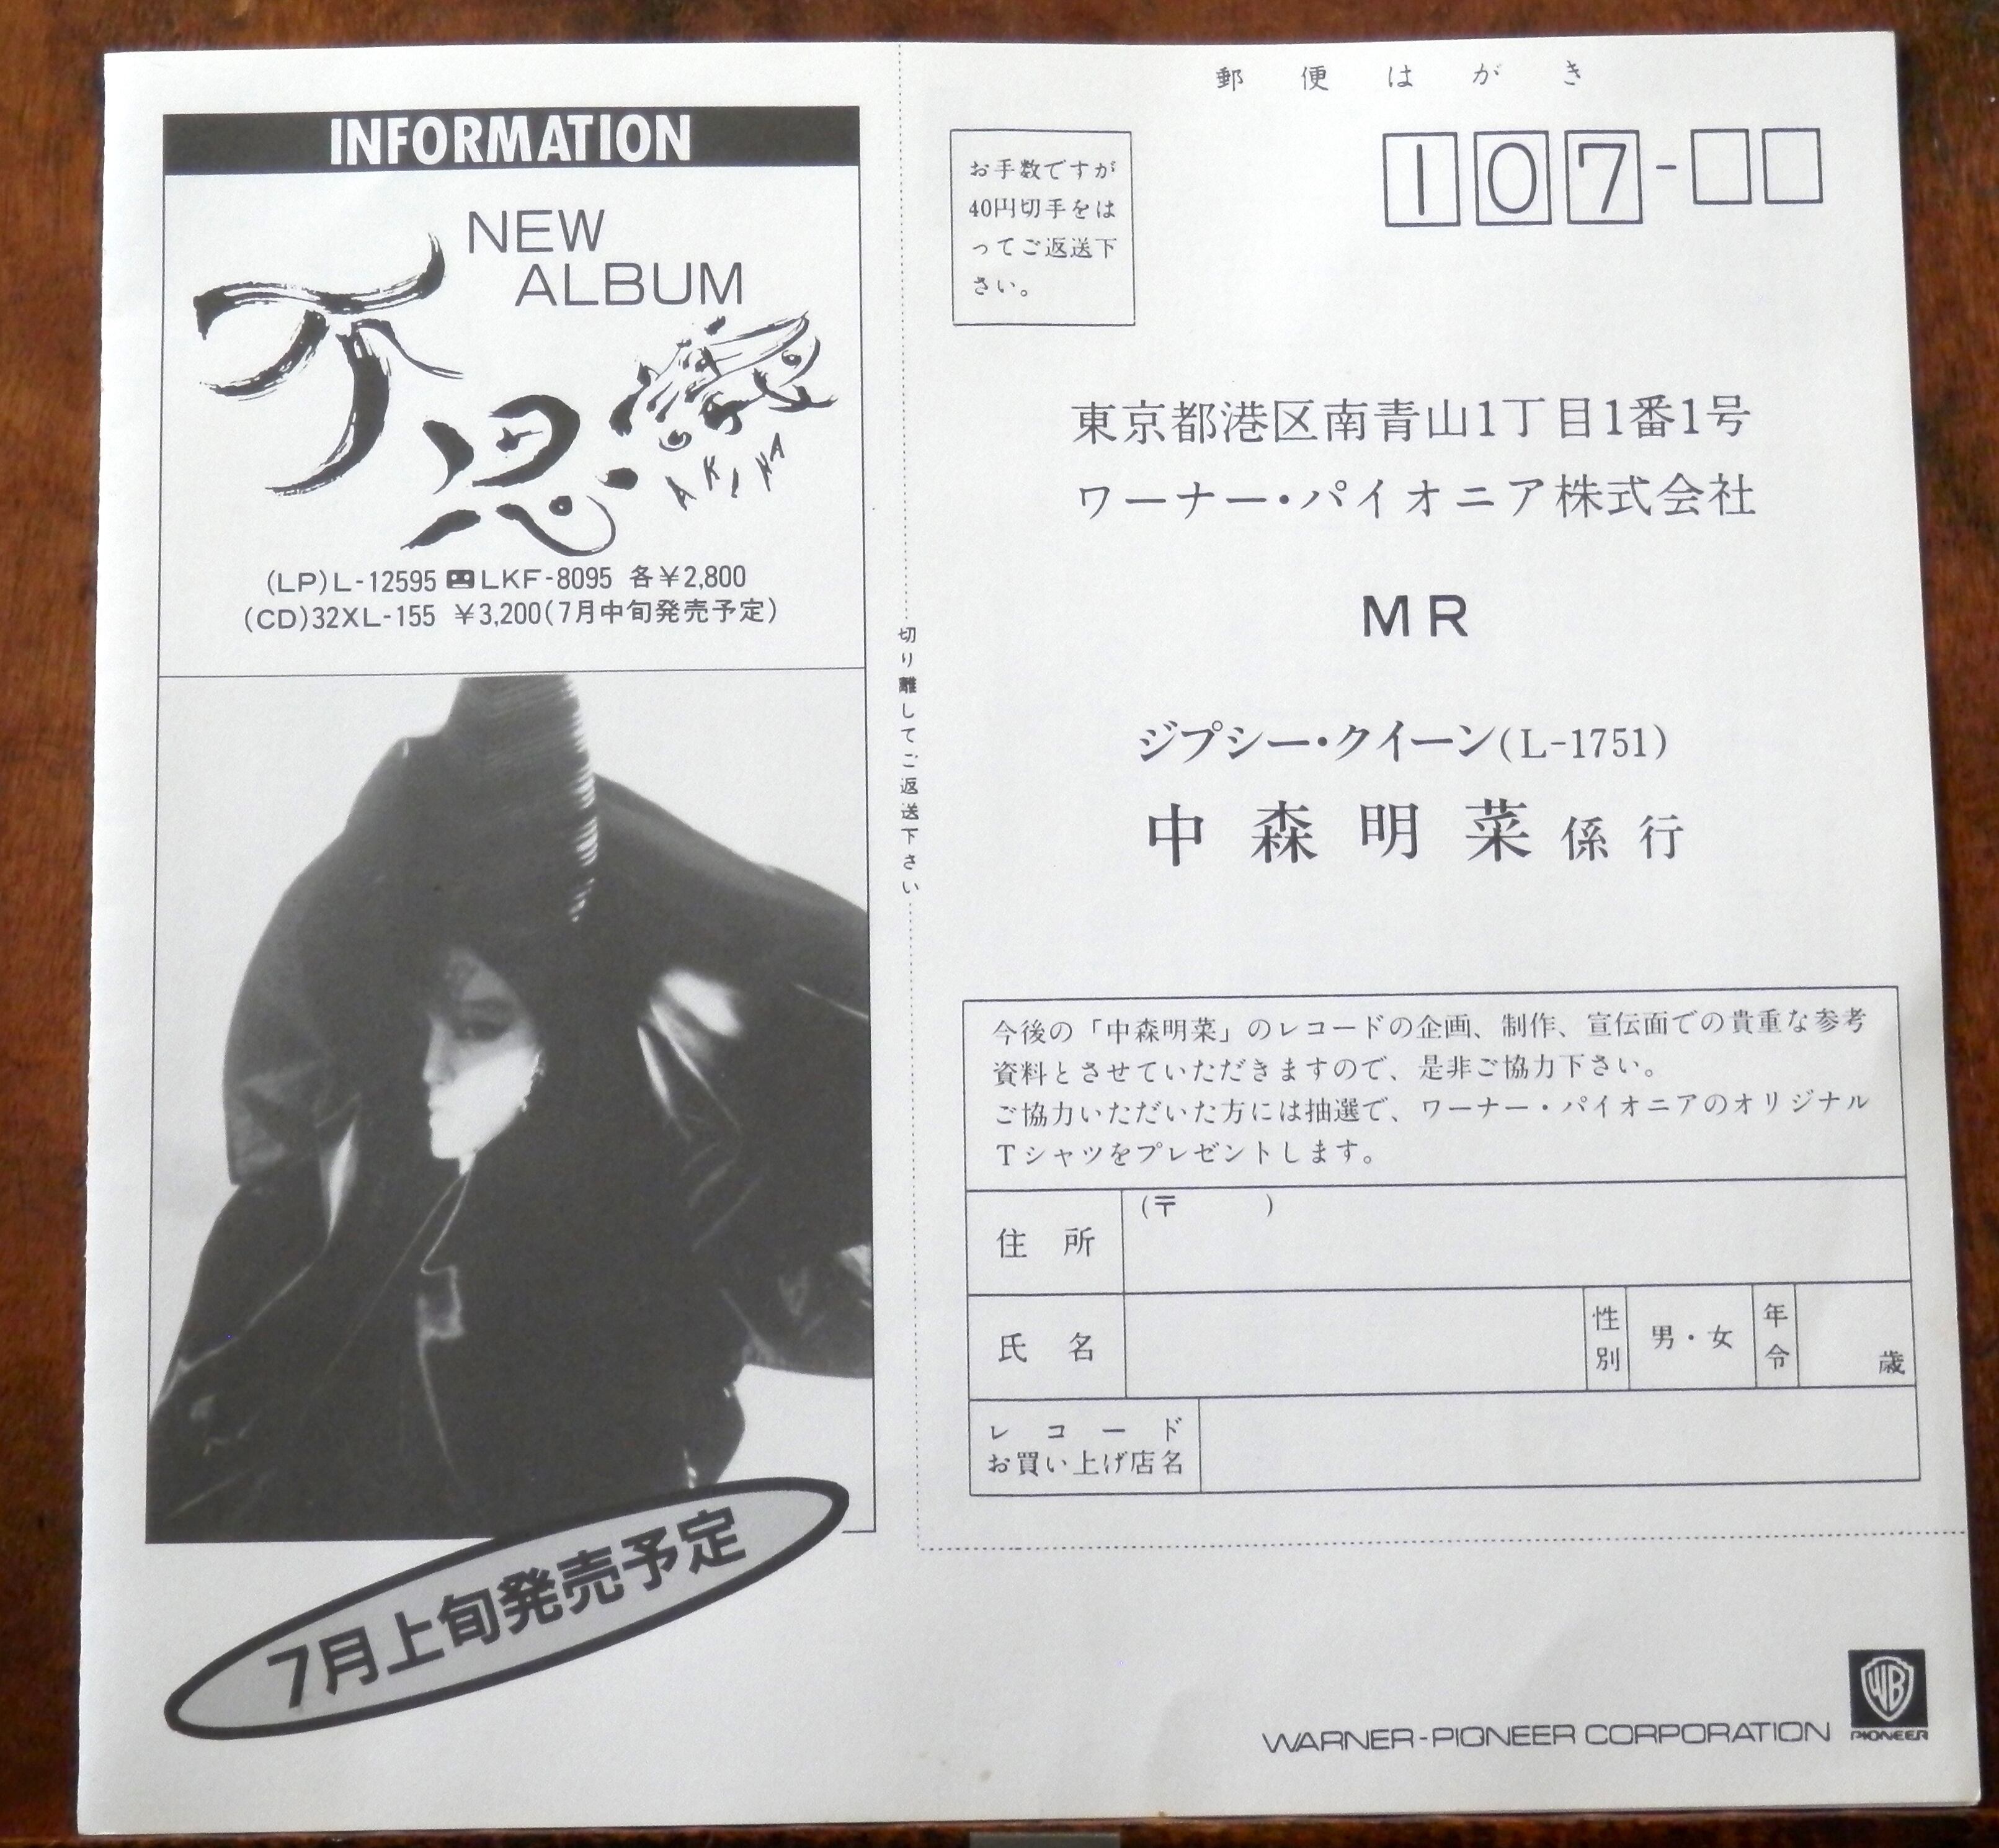 INFORMATION
NEW
ALBUM
不思議
AKINA
(LP)L-12595 LKF-8095 各¥2,800
(CD)32XL-155 ¥3,200(7月中旬発売予定)
7月上旬発売予定
切り離してご返送下さい
郵便はがき
お手数ですが
40円切手をは
ってご返送下
さい。
107-
東京都港区南青山1丁目1番1号
ワーナー・パイオニア株式会社
MR
ジプシー・クイーン(L-1751)
中森明菜係行
今後の「中森明菜」のレコードの企画、制作、宣伝面での貴重な参考
資料とさせていただきますので、是非ご協力下さい。
ご協力いただいた方には抽選で、ワーナー・パイオニアのオリジナル
Tシャツをプレゼントします。
住所
(〒 )
氏名
性別
男・女
年令
歳
レコード
お買い上げ店名
WARNER-PIONEER CORPORATION
WB
PIONEER